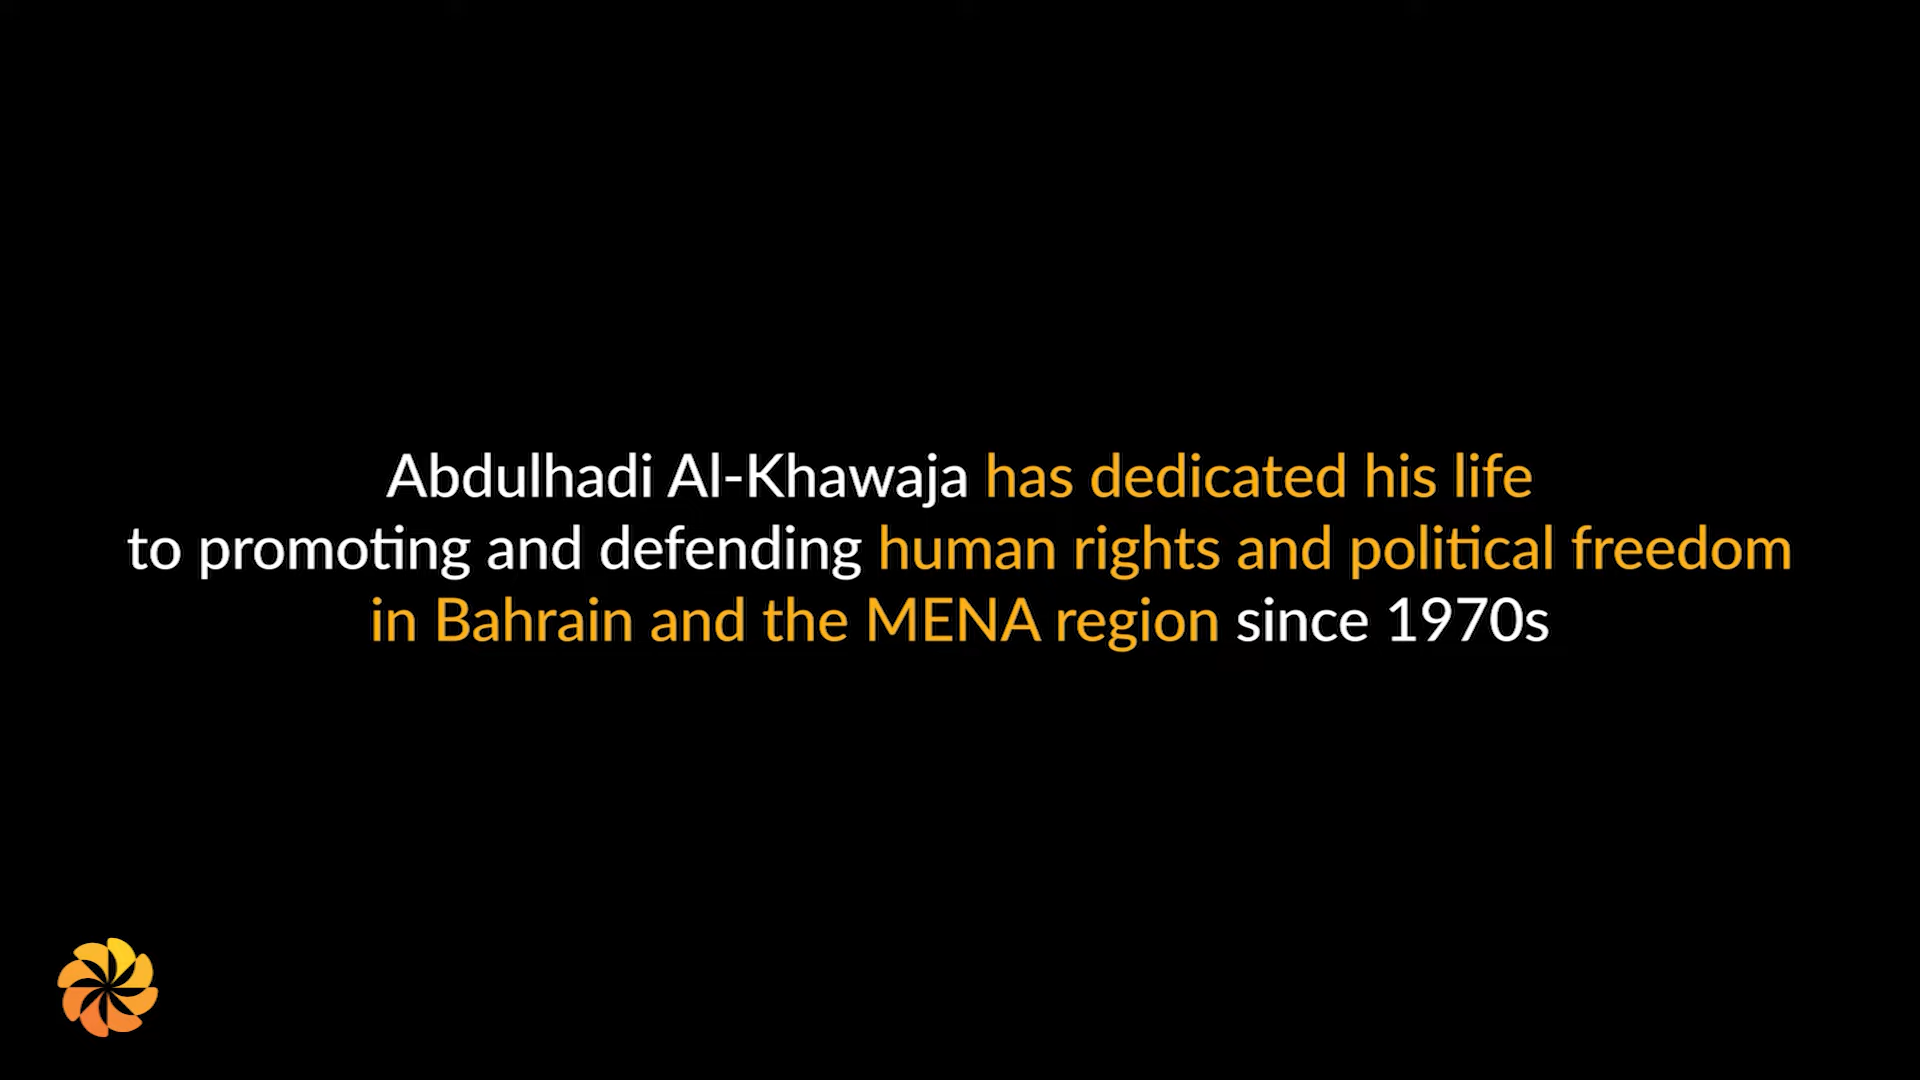 Abdulhadi Al-Khawaja has dedicated his life
to promoting and defending human rights and political freedom
in Bahrain and the MENA region since 1970s